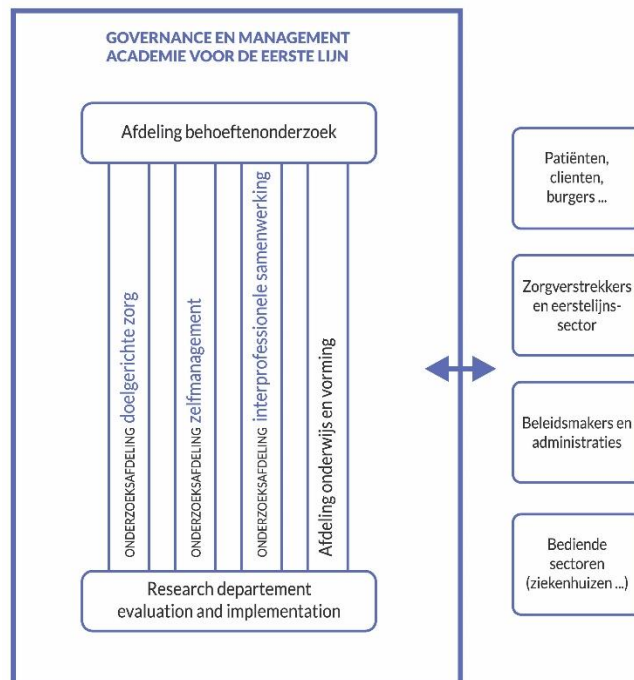 GOVERNANCE EN MANAGEMENT
ACADEMIE VOOR DE EERSTE LIJN
Afdeling behoeftenonderzoek
ONDERZOEKSAFDELING doelgerichte zorg
ONDERZOEKSAFDELING zelfmanagement
ONDERZOEKSAFDELING interprofessionele samenwerking
Afdeling onderwijs en vorming
Research departement
evaluation and implementation
Patiënten,
clienten,
burgers ...
Zorgverstrekkers
en eerstelijns-
sector
Beleidsmakers en
administraties
Bediende
sectoren
(ziekenhuizen ...)